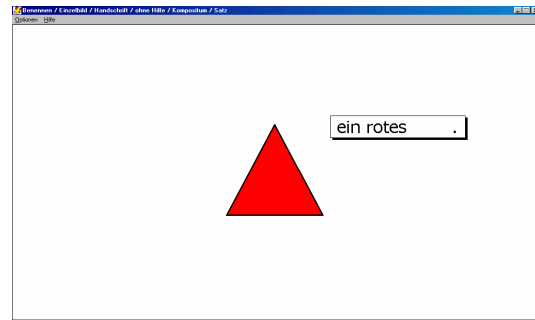 Benennen / Einzelbild / Handschrift / ohne Hilfe / Kompositum / Satz
Optionen Hilfe
ein rotes .